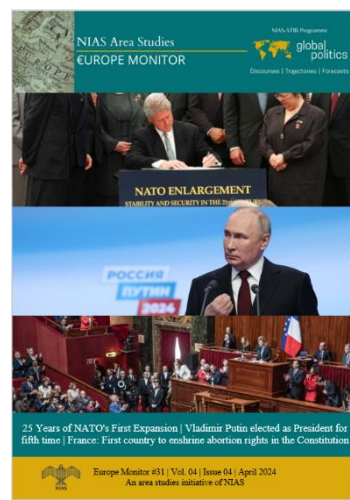 NIAS-STIR Programme
NIAS Area Studies
€UROPE MONITOR
global
politics
Discourses | Trajectories | Forecasts
EUROPE
NATO ENLARGEMENT
STABILITY AND SECURITY IN THE 21st
РОССИЯ
ПУТИН
2024
25 Years of NATO's First Expansion | Vladimir Putin elected as President for
fifth time | France: First country to enshrine abortion rights in the Constitution
Europe Monitor #31 | Vol. 04 | Issue 04 | April 2024
An area studies initiative of NIAS
NIAS